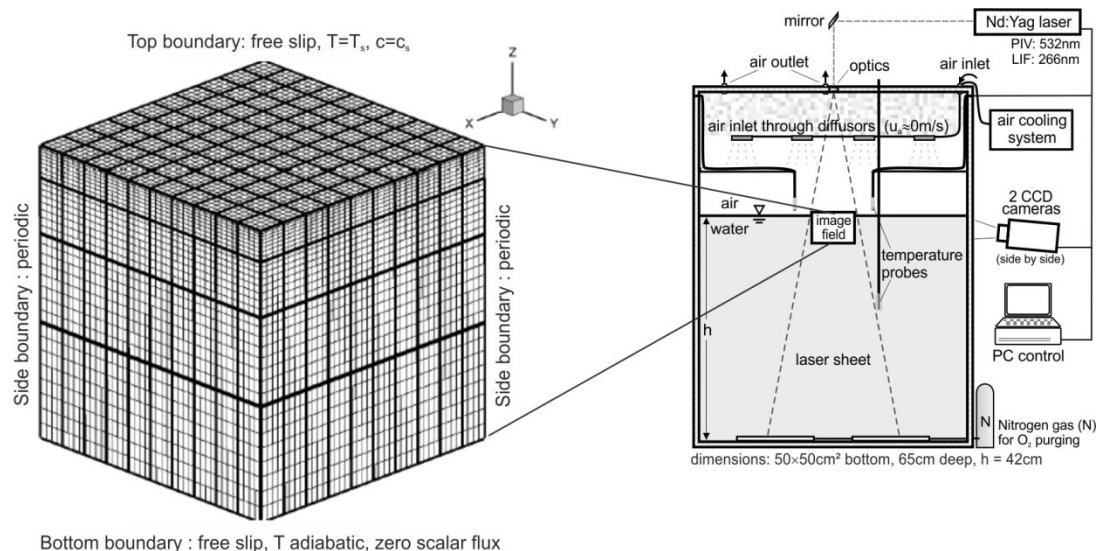 Top boundary: free slip, T=Tₛ, c=cₛ
Z
X
Y
Side boundary : periodic
Side boundary : periodic
Bottom boundary : free slip, T adiabatic, zero scalar flux
mirror
Nd:Yag laser
PIV: 532nm
LIF: 266nm
air outlet
optics
air inlet
air inlet through diffusors (uₐ≈0m/s)
air cooling
system
air
water
image
field
2 CCD
cameras
(side by side)
temperature
probes
h
laser sheet
PC control
N
Nitrogen gas (N)
for O₂ purging
dimensions: 50×50cm² bottom, 65cm deep, h = 42cm